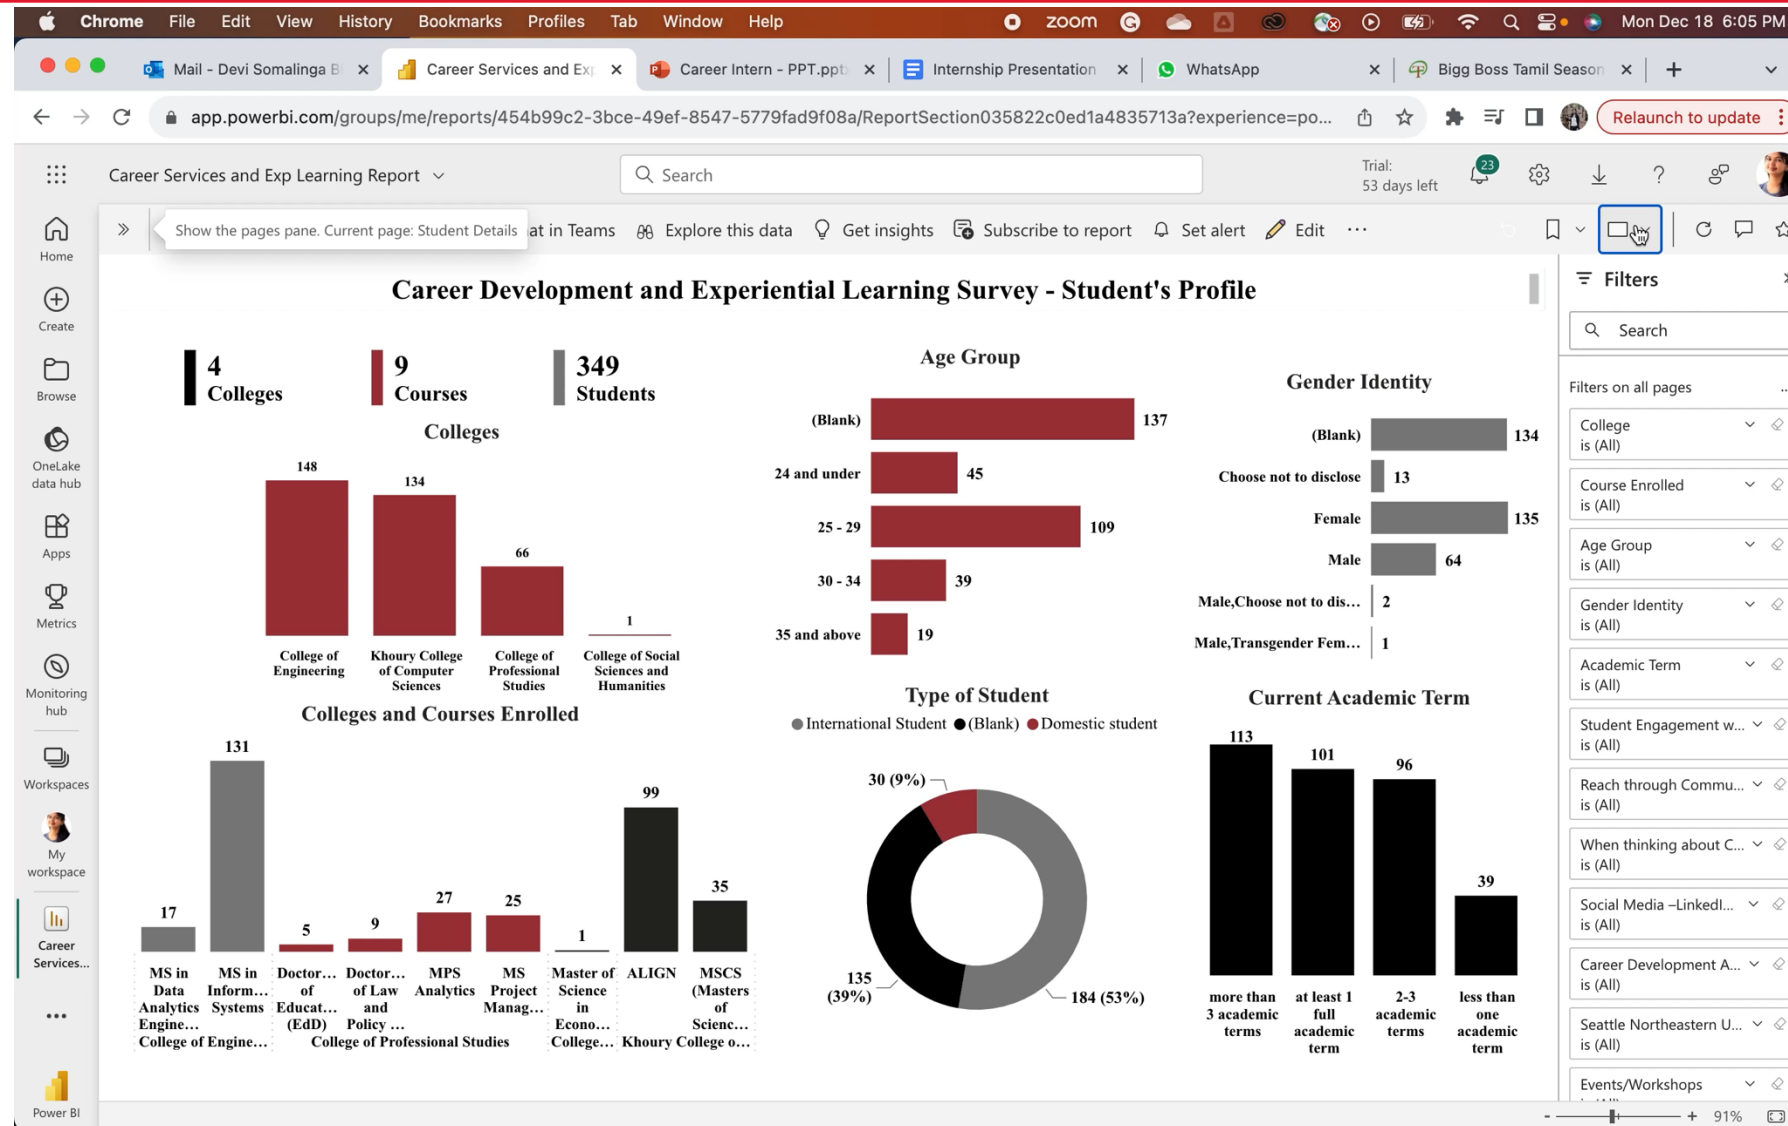 Chrome File Edit View History Bookmarks Profiles Tab Window Help zoom Mon Dec 18 6:05 PM
Mail - Devi Somalinga B
Career Services and Exp
Career Intern - PPT.ppt
Internship Presentation
WhatsApp
Bigg Boss Tamil Season
app.powerbi.com/groups/me/reports/454b99c2-3bce-49ef-8547-5779fad9f08a/ReportSection035822c0ed1a4835713a?experience=po...
Relaunch to update
Career Services and Exp Learning Report
Search
Trial:
53 days left
23
Show the pages pane. Current page: Student Details
at in Teams
Explore this data
Get insights
Subscribe to report
Set alert
Edit
Home
Create
Browse
OneLake
data hub
Apps
Metrics
Monitoring
hub
Workspaces
My
workspace
Career
Services...
Power BI
Career Development and Experiential Learning Survey - Student's Profile
4
Colleges
9
Courses
349
Students
Colleges
148
134
66
1
College of
Engineering
Khoury College
of Computer
Sciences
College of
Professional
Studies
College of Social
Sciences and
Humanities
Colleges and Courses Enrolled
17
131
5
9
27
25
1
99
35
MS in
Data
Analytics
Engine...
MS in
Inform...
Systems
Doctor...
of
Educat...
(EdD)
Doctor...
of Law
and
Policy ...
MPS
Analytics
MS
Project
Manag...
Master of
Science
in
Econo...
ALIGN
MSCS
(Masters
of
Scienc...
College of Engine...
College of Professional Studies
College...
Khoury College o...
Age Group
(Blank) 137
24 and under 45
25 - 29 109
30 - 34 39
35 and above 19
Type of Student
International Student (Blank) Domestic student
30 (9%)
135
(39%)
184 (53%)
Gender Identity
(Blank) 134
Choose not to disclose 13
Female 135
Male 64
Male,Choose not to dis... 2
Male,Transgender Fem... 1
Current Academic Term
113
101
96
39
more than
3 academic
terms
at least 1
full
academic
term
2-3
academic
terms
less than
one
academic
term
Filters
Search
Filters on all pages
College
is (All)
Course Enrolled
is (All)
Age Group
is (All)
Gender Identity
is (All)
Academic Term
is (All)
Student Engagement w...
is (All)
Reach through Commu...
is (All)
When thinking about C...
is (All)
Social Media –LinkedI...
is (All)
Career Development A...
is (All)
Seattle Northeastern U...
is (All)
Events/Workshops
91%